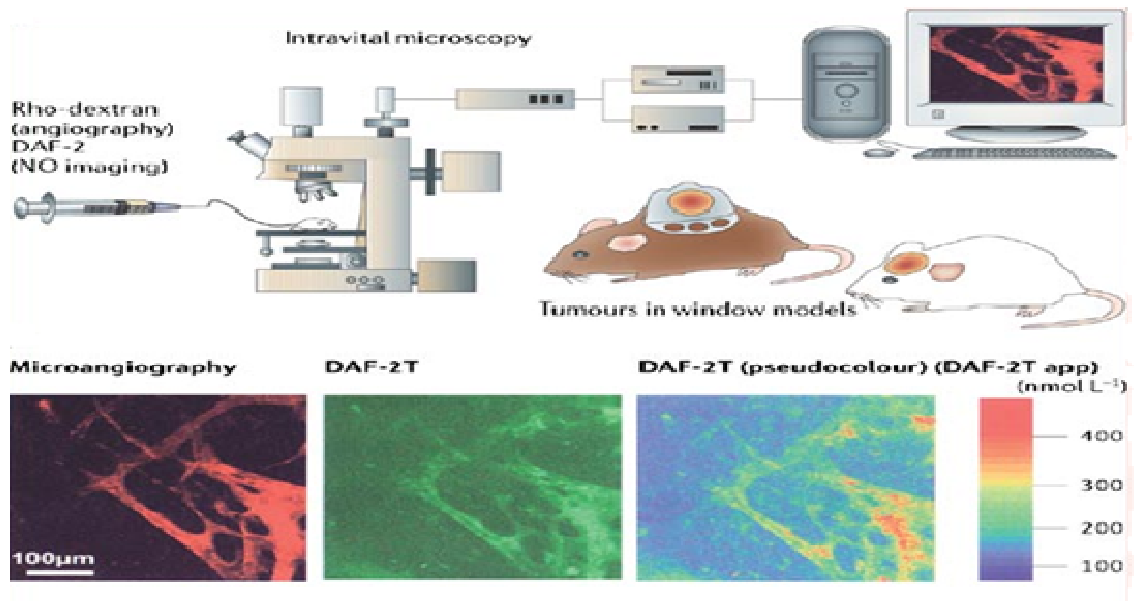 Intravital microscopy
Rho-dextran
(angiography)
DAF-2
(NO imaging)
Tumours in window models
Microangiography
DAF-2T
DAF-2T (pseudocolour) (DAF-2T app)
(nmol L⁻¹)
400
300
200
100
100μm